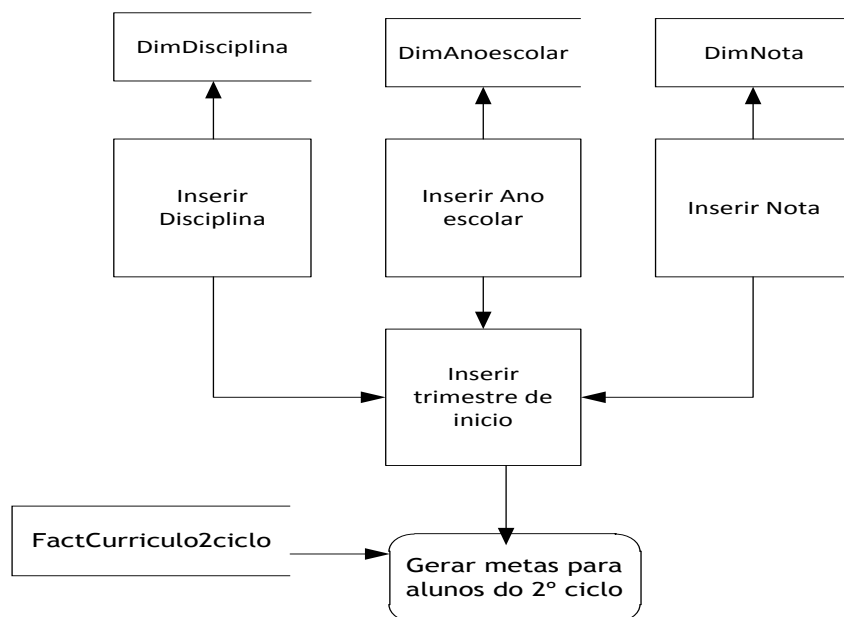 DimDisciplina
DimAnoescolar
DimNota
Inserir
Disciplina
Inserir Ano
escolar
Inserir Nota
Inserir
trimestre de
inicio
FactCurriculo2ciclo
Gerar metas para
alunos do 2º ciclo